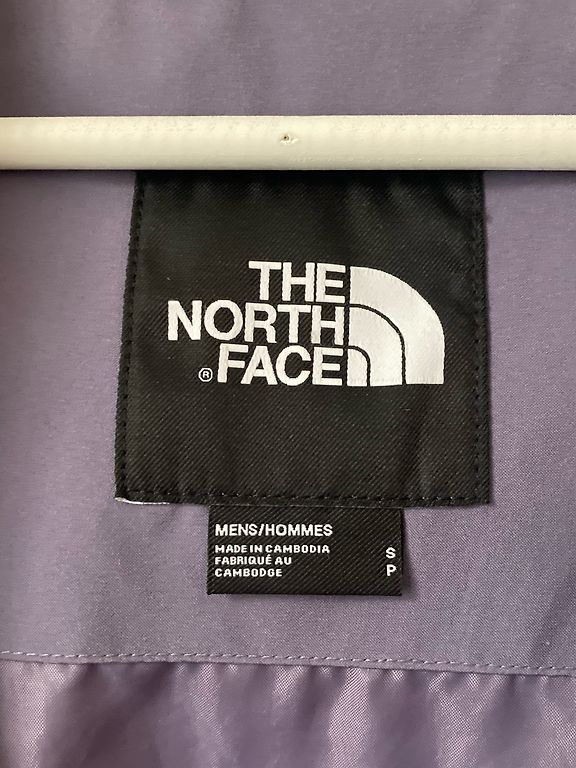 THE
NORTH
® FACE
MENS/HOMMES
MADE IN CAMBODIA
FABRIQUÉ AU
CAMBODGE
S
P